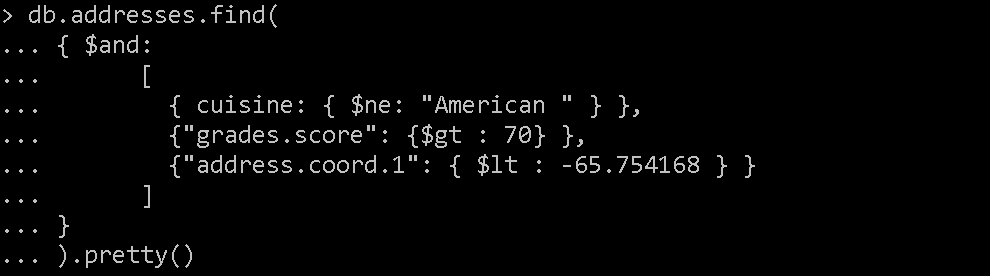 > db.addresses.find(
... { $and:
...       [
...         { cuisine: { $ne: "American " } },
...         {"grades.score": {$gt : 70} },
...         {"address.coord.1": { $lt : -65.754168 } }
...       ]
... }
... ).pretty()